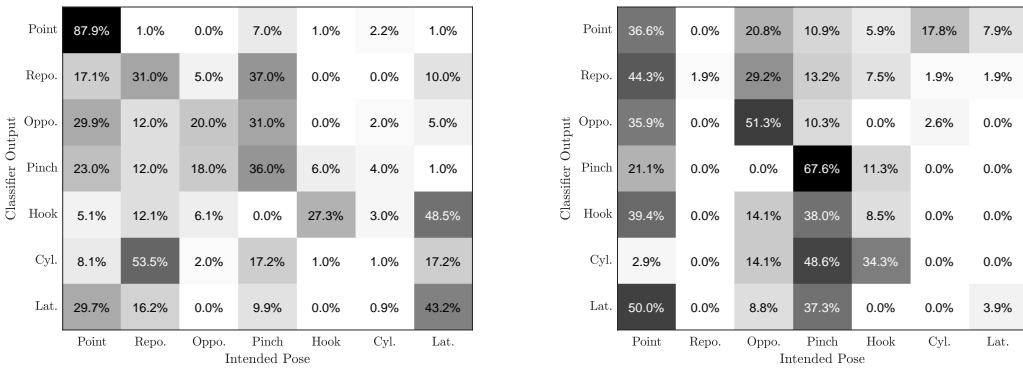 Point 87.9% 1.0% 0.0% 7.0% 1.0% 2.2% 1.0%
Repo. 17.1% 31.0% 5.0% 37.0% 0.0% 0.0% 10.0%
Oppo. 29.9% 12.0% 20.0% 31.0% 0.0% 2.0% 5.0%
Pinch 23.0% 12.0% 18.0% 36.0% 6.0% 4.0% 1.0%
Hook 5.1% 12.1% 6.1% 0.0% 27.3% 3.0% 48.5%
Cyl. 8.1% 53.5% 2.0% 17.2% 1.0% 1.0% 17.2%
Lat. 29.7% 16.2% 0.0% 9.9% 0.0% 0.9% 43.2%
Point Repo. Oppo. Pinch Hook Cyl. Lat.
Intended Pose
Classifier Output
Point 36.6% 0.0% 20.8% 10.9% 5.9% 17.8% 7.9%
Repo. 44.3% 1.9% 29.2% 13.2% 7.5% 1.9% 1.9%
Oppo. 35.9% 0.0% 51.3% 10.3% 0.0% 2.6% 0.0%
Pinch 21.1% 0.0% 0.0% 67.6% 11.3% 0.0% 0.0%
Hook 39.4% 0.0% 14.1% 38.0% 8.5% 0.0% 0.0%
Cyl. 2.9% 0.0% 14.1% 48.6% 34.3% 0.0% 0.0%
Lat. 50.0% 0.0% 8.8% 37.3% 0.0% 0.0% 3.9%
Point Repo. Oppo. Pinch Hook Cyl. Lat.
Intended Pose
Classifier Output